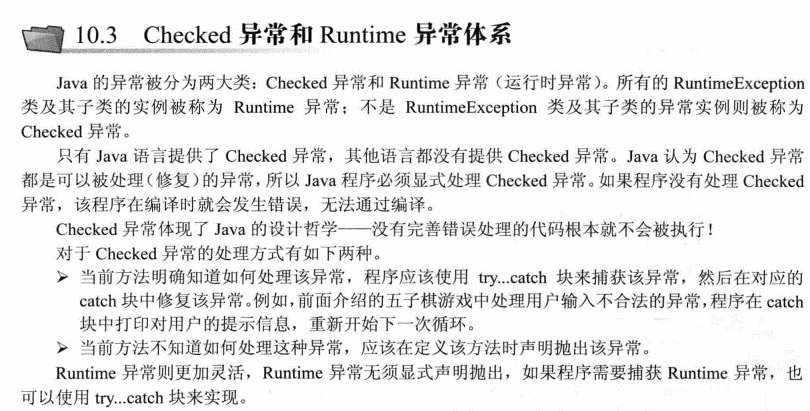 10.3 Checked 异常和 Runtime 异常体系
Java 的异常被分为两大类：Checked 异常和 Runtime 异常（运行时异常）。所有的 RuntimeException
类及其子类的实例被称为 Runtime 异常；不是 RuntimeException 类及其子类的异常实例则被称为
Checked 异常。
只有 Java 语言提供了 Checked 异常，其他语言都没有提供 Checked 异常。Java 认为 Checked 异常
都是可以被处理（修复）的异常，所以 Java 程序必须显式处理 Checked 异常。如果程序没有处理 Checked
异常，该程序在编译时就会发生错误，无法通过编译。
Checked 异常体现了 Java 的设计哲学——没有完善错误处理的代码根本就不会被执行！
对于 Checked 异常的处理方式有如下两种。
➢ 当前方法明确知道如何处理该异常，程序应该使用 try...catch 块来捕获该异常，然后在对应的
catch 块中修复该异常。例如，前面介绍的五子棋游戏中处理用户输入不合法的异常，程序在 catch
块中打印对用户的提示信息，重新开始下一次循环。
➢ 当前方法不知道如何处理这种异常，应该在定义该方法时声明抛出该异常。
Runtime 异常则更加灵活，Runtime 异常无须显式声明抛出，如果程序需要捕获 Runtime 异常，也
可以使用 try...catch 块来实现。